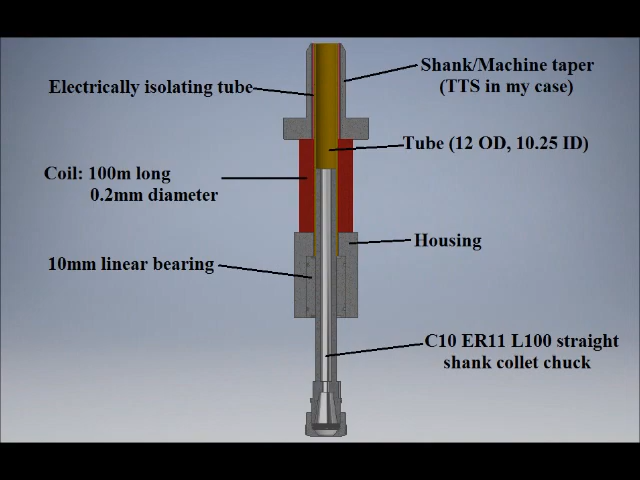 Shank/Machine taper
(TTS in my case)
Electrically isolating tube
Tube (12 OD, 10.25 ID)
Coil: 100m long
0.2mm diameter
Housing
10mm linear bearing
C10 ER11 L100 straight
shank collet chuck